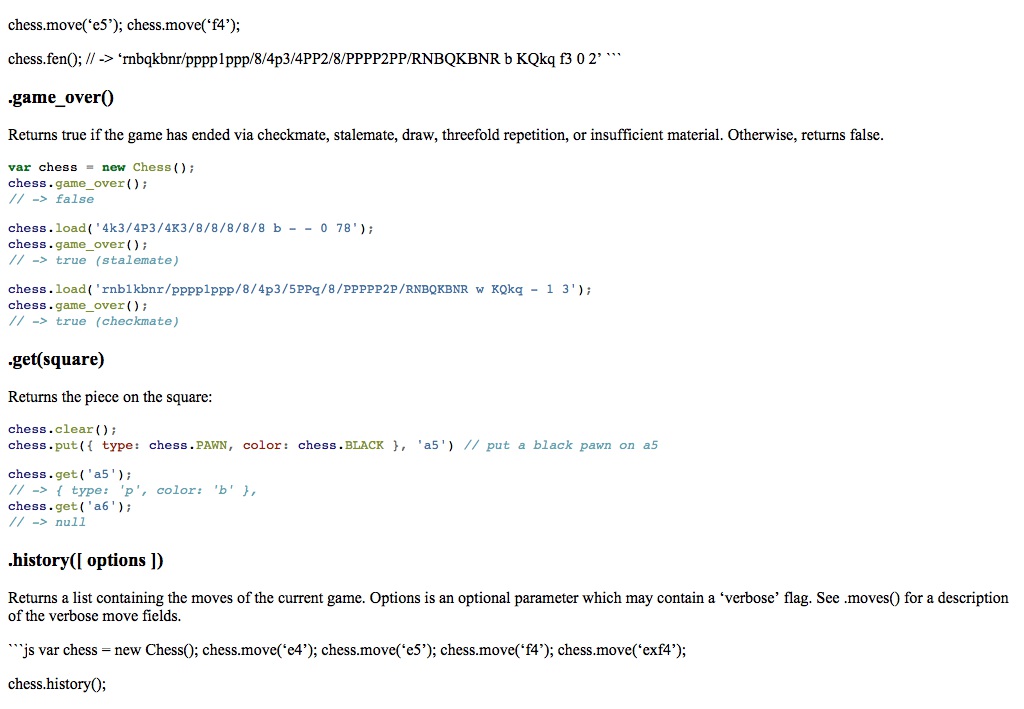 chess.move(‘e5’); chess.move(‘f4’);
chess.fen(); // -> ‘rnbqkbnr/pppp1ppp/8/4p3/4PP2/8/PPPP2PP/RNBQKBNR b KQkq f3 0 2’ ```
.game_over()
Returns true if the game has ended via checkmate, stalemate, draw, threefold repetition, or insufficient material. Otherwise, returns false.
var chess = new Chess();
chess.game_over();
// -> false
chess.load('4k3/4P3/4K3/8/8/8/8/8 b - - 0 78');
chess.game_over();
// -> true (stalemate)
chess.load('rnb1kbnr/pppp1ppp/8/4p3/5PPq/8/PPPPP2P/RNBQKBNR w KQkq - 1 3');
chess.game_over();
// -> true (checkmate)
.get(square)
Returns the piece on the square:
chess.clear();
chess.put({ type: chess.PAWN, color: chess.BLACK }, 'a5') // put a black pawn on a5
chess.get('a5');
// -> { type: 'p', color: 'b' },
chess.get('a6');
// -> null
.history([ options ])
Returns a list containing the moves of the current game. Options is an optional parameter which may contain a ‘verbose’ flag. See .moves() for a description
of the verbose move fields.
```js var chess = new Chess(); chess.move(‘e4’); chess.move(‘e5’); chess.move(‘f4’); chess.move(‘exf4’);
chess.history();